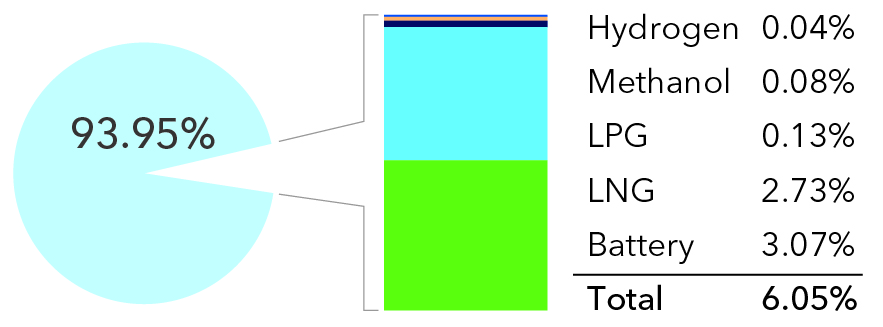 93.95%
Hydrogen 0.04%
Methanol 0.08%
LPG 0.13%
LNG 2.73%
Battery 3.07%
Total 6.05%